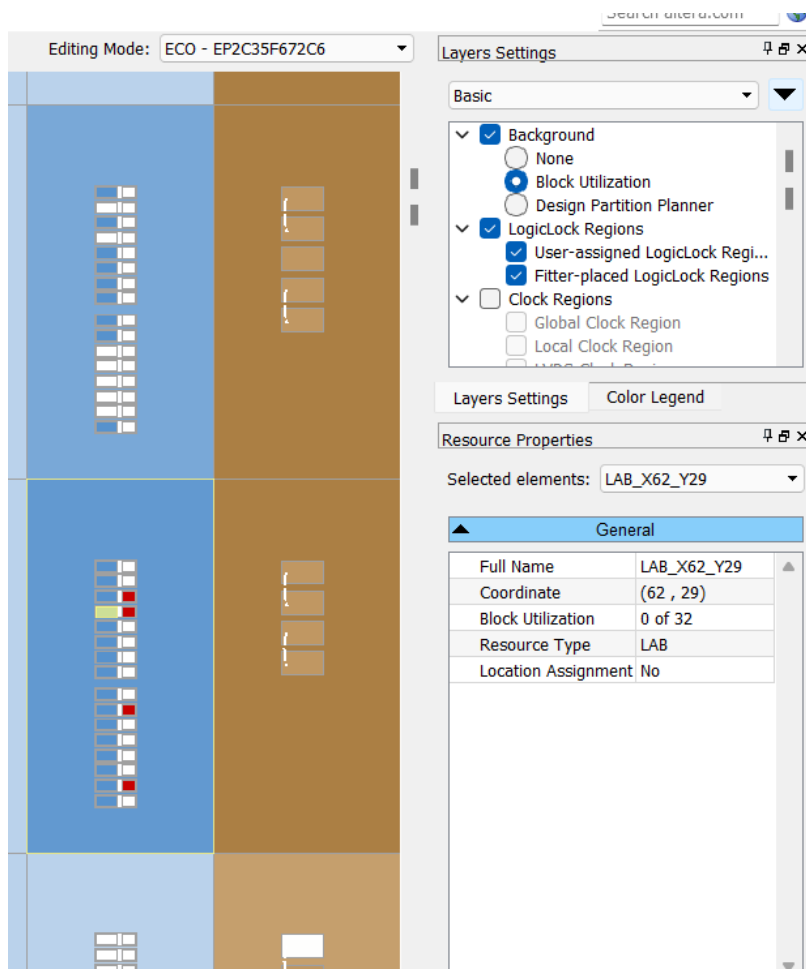 Search altera.com
Editing Mode: ECO - EP2C35F672C6
Layers Settings
Basic
Background
None
Block Utilization
Design Partition Planner
LogicLock Regions
User-assigned LogicLock Regi...
Fitter-placed LogicLock Regions
Clock Regions
Global Clock Region
Local Clock Region
Layers Settings Color Legend
Resource Properties
Selected elements: LAB_X62_Y29
General
Full Name LAB_X62_Y29
Coordinate (62 , 29)
Block Utilization 0 of 32
Resource Type LAB
Location Assignment No